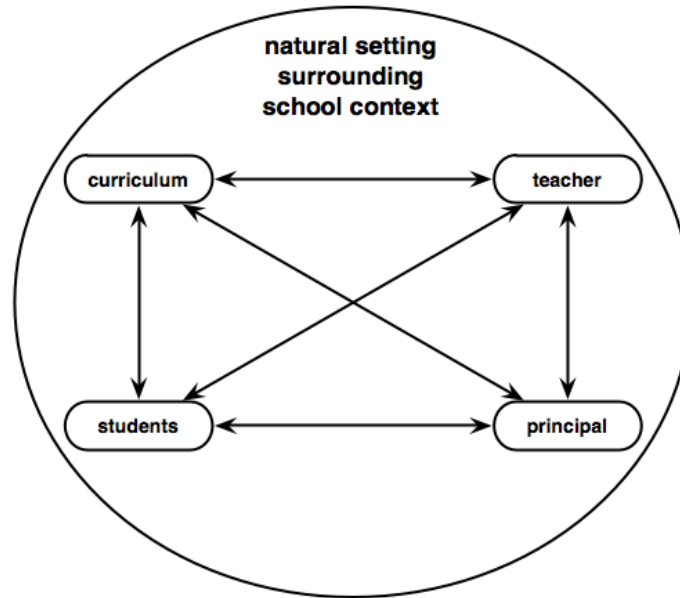 natural setting
surrounding
school context
curriculum
teacher
students
principal